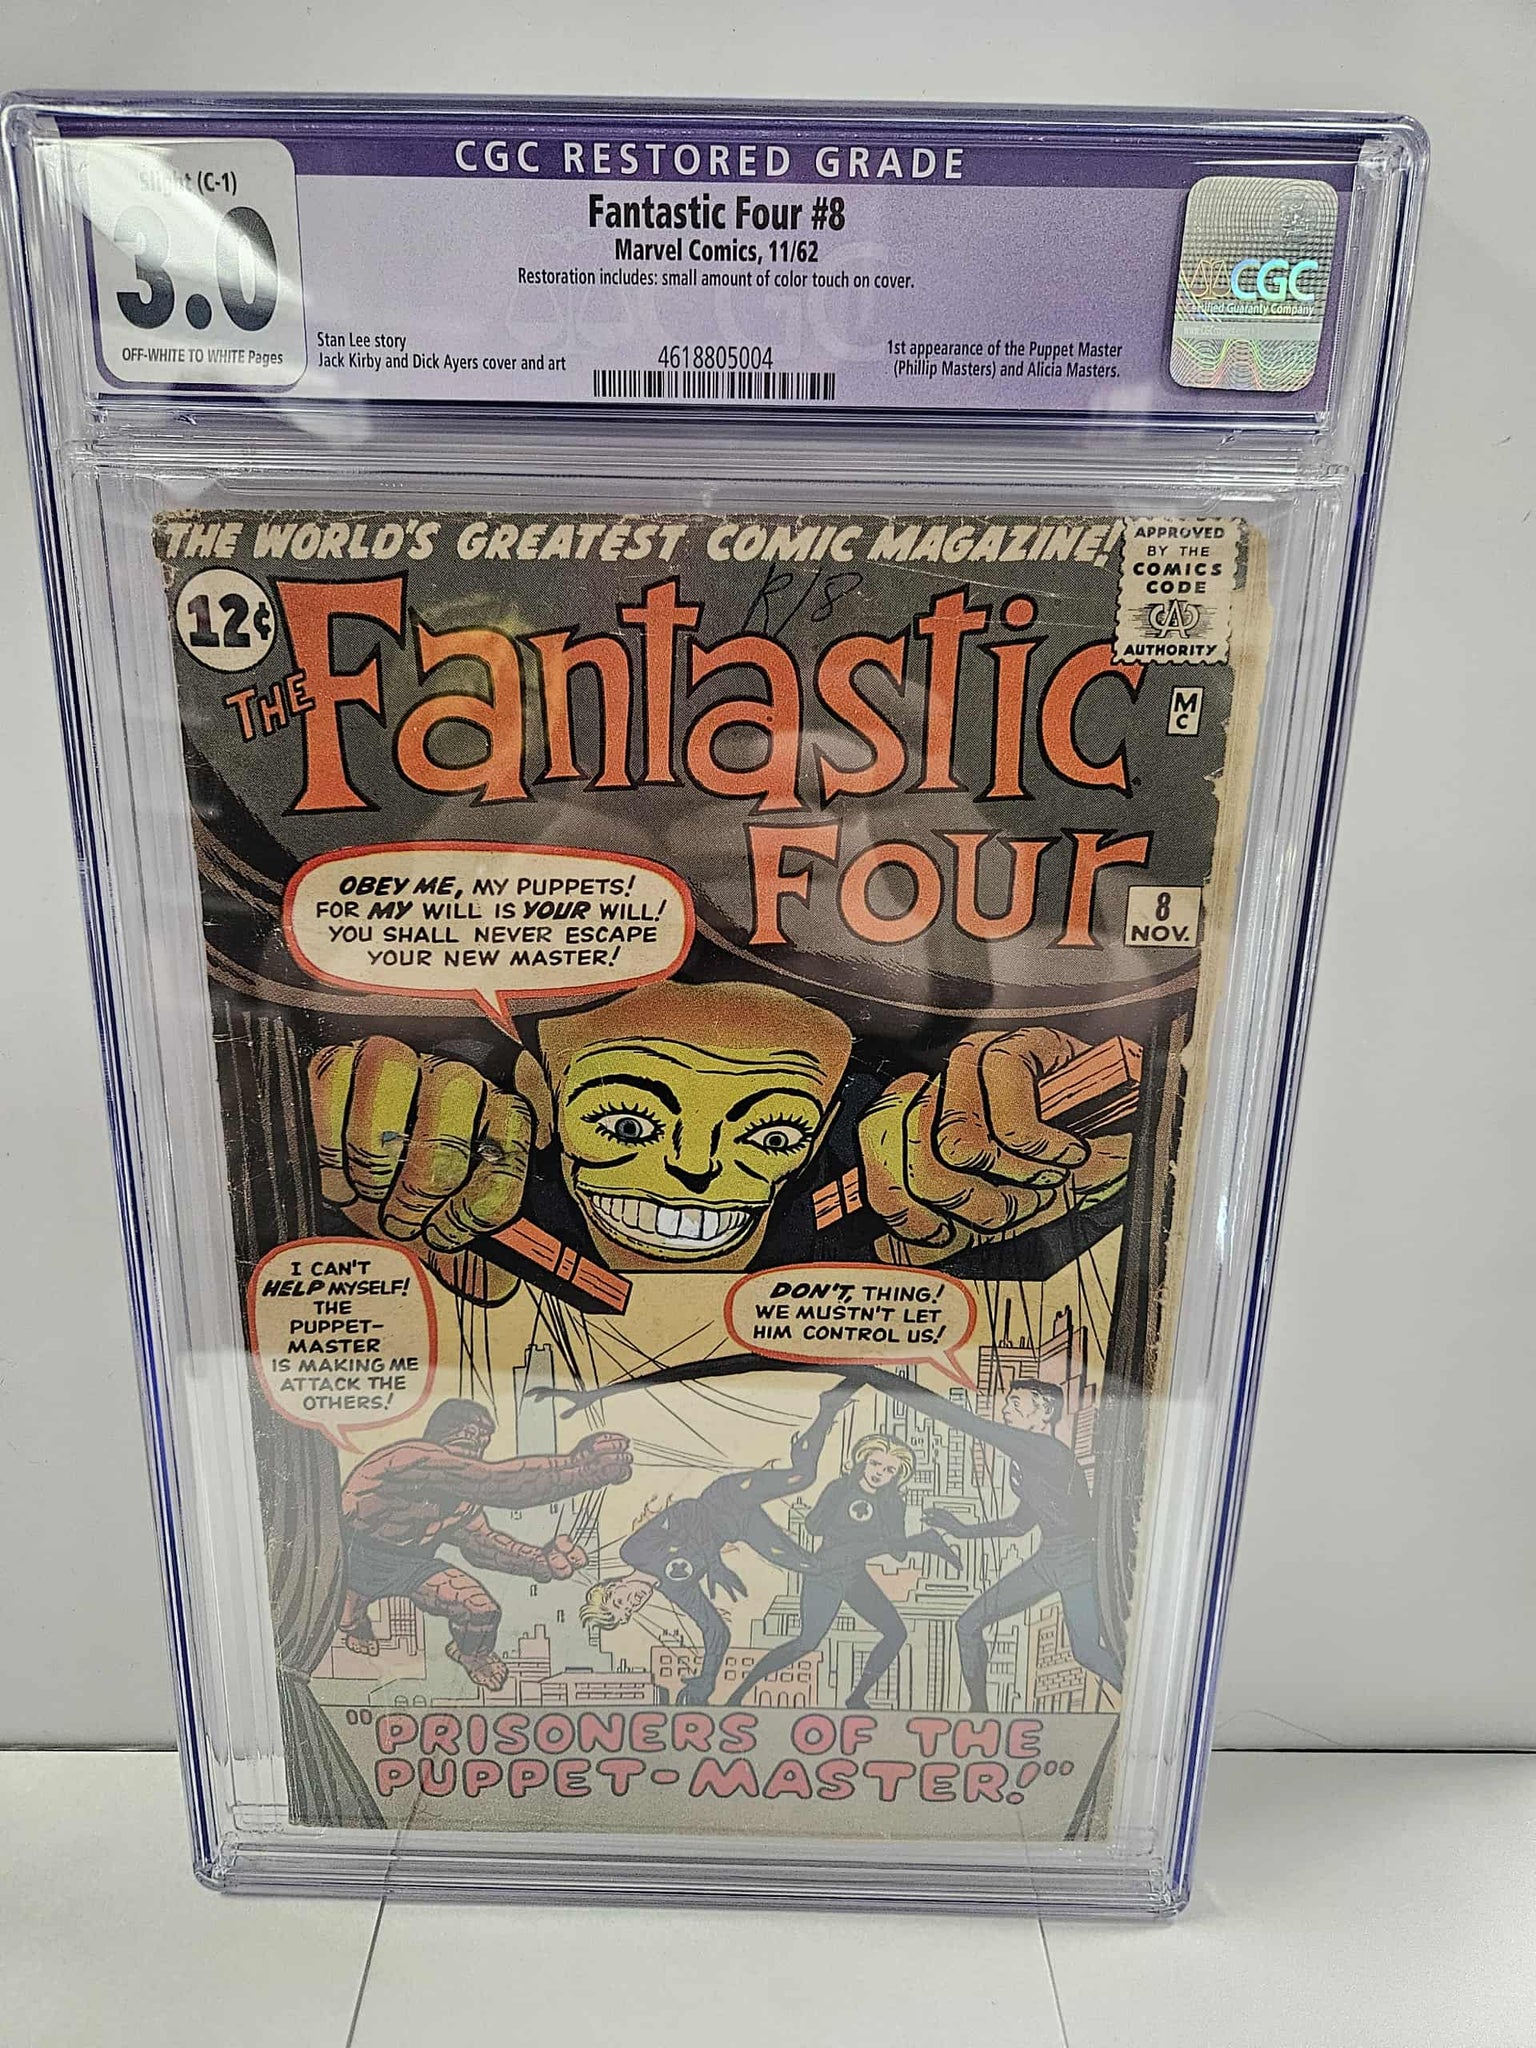 CGC RESTORED GRADE
Slight (C-1)
3.0
OFF-WHITE TO WHITE Pages
Fantastic Four #8
Marvel Comics, 11/62
Restoration includes: small amount of color touch on cover.
Stan Lee story
Jack Kirby and Dick Ayers cover and art
4618805004
1st appearance of the Puppet Master
(Phillip Masters) and Alicia Masters.
CGC
Certified Guaranty Company
THE WORLD'S GREATEST COMIC MAGAZINE!
R/8
APPROVED
BY THE
COMICS
CODE
CA
AUTHORITY
12¢
THE Fantastic
Four
M
C
8
NOV.
OBEY ME, MY PUPPETS!
FOR MY WILL IS YOUR WILL!
YOU SHALL NEVER ESCAPE
YOUR NEW MASTER!
I CAN'T
HELP MYSELF!
THE
PUPPET-
MASTER
IS MAKING ME
ATTACK THE
OTHERS!
DON'T, THING!
WE MUSTN'T LET
HIM CONTROL US!
"PRISONERS OF THE
PUPPET-MASTER!"